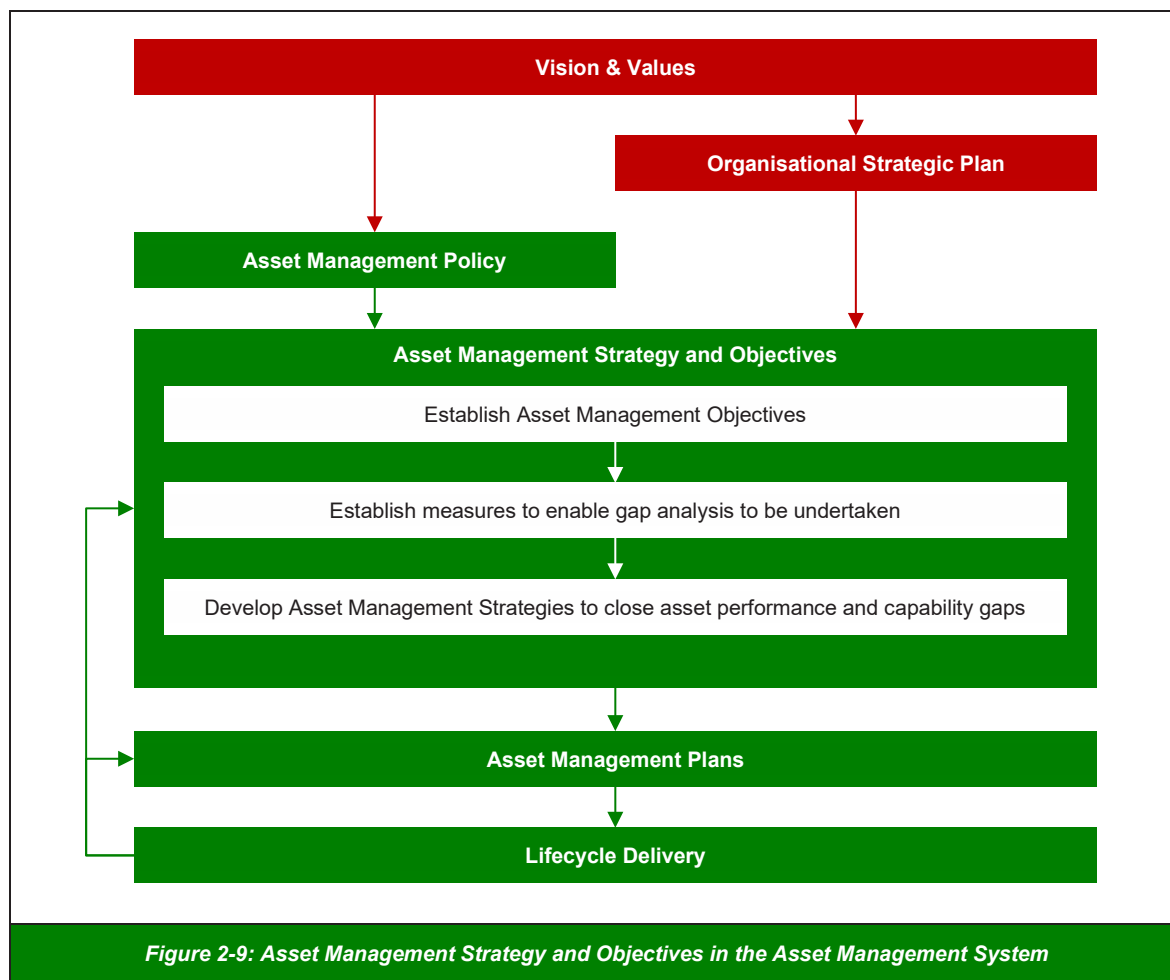 Vision & Values
Organisational Strategic Plan
Asset Management Policy
Asset Management Strategy and Objectives
Establish Asset Management Objectives
Establish measures to enable gap analysis to be undertaken
Develop Asset Management Strategies to close asset performance and capability gaps
Asset Management Plans
Lifecycle Delivery
Figure 2-9: Asset Management Strategy and Objectives in the Asset Management System